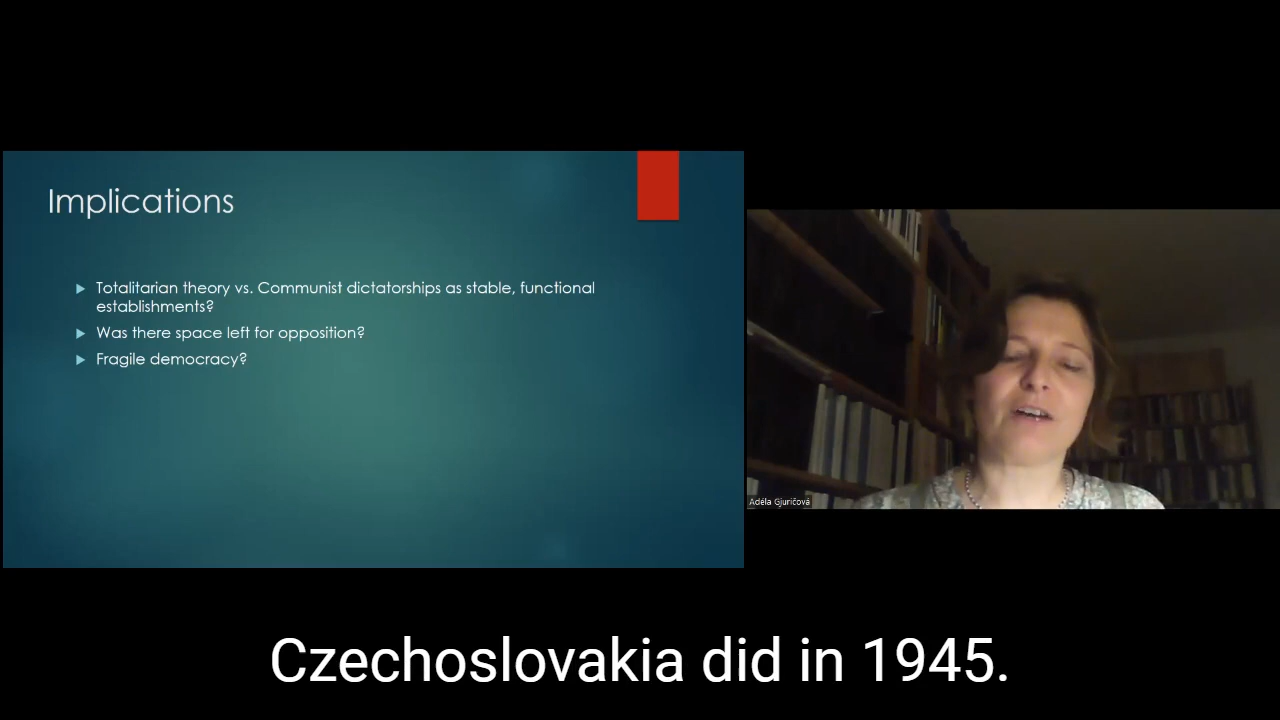 Implications
Totalitarian theory vs. Communist dictatorships as stable, functional
establishments?
Was there space left for opposition?
Fragile democracy?
Adéla Gjuričová
Czechoslovakia did in 1945.